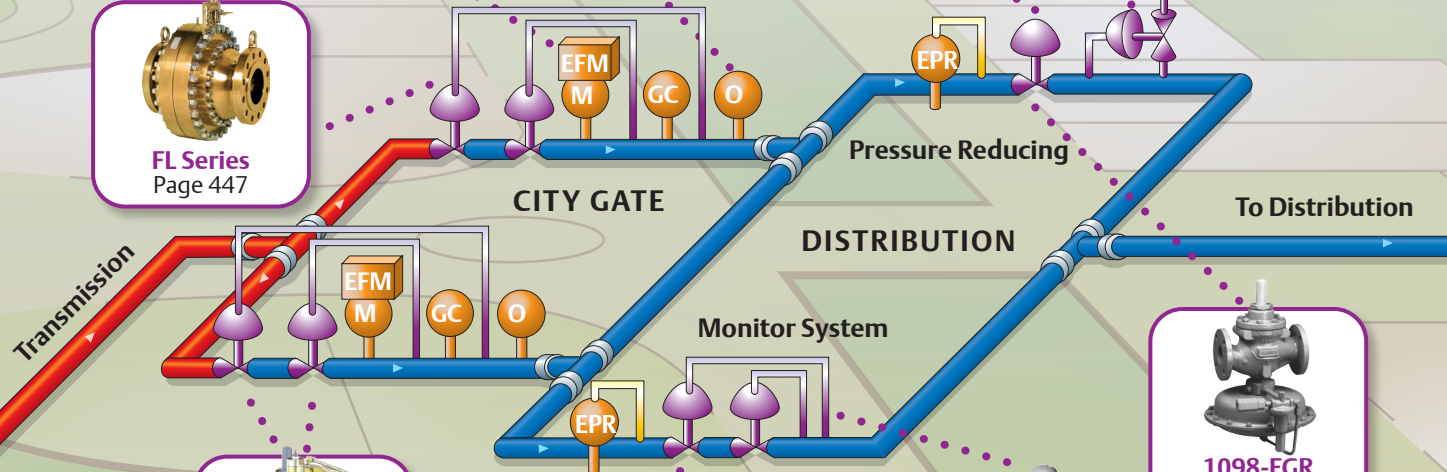 FL Series
Page 447
EFM
M
GC
O
EPR
Pressure Reducing
CITY GATE
To Distribution
DISTRIBUTION
Transmission
EFM
M
GC
O
Monitor System
EPR
1098-EGR